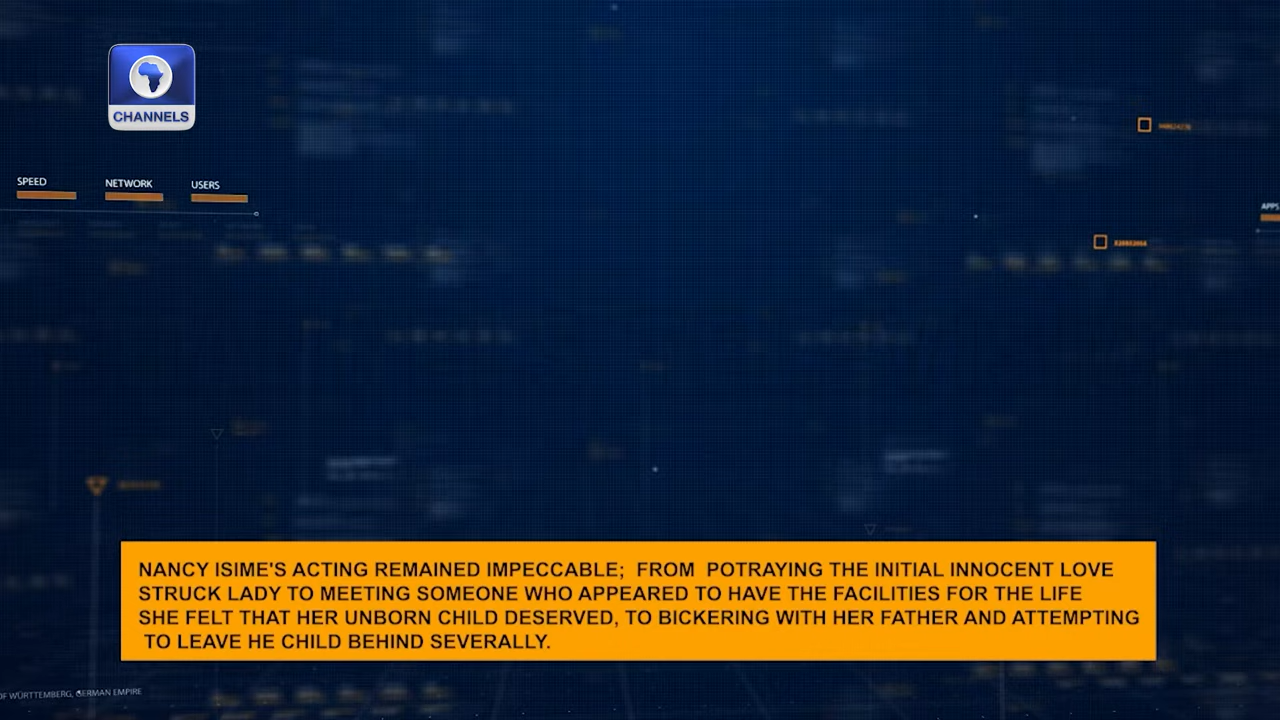 CHANNELS
SPEED NETWORK USERS
APPS
NANCY ISIME'S ACTING REMAINED IMPECCABLE; FROM POTRAYING THE INITIAL INNOCENT LOVE
STRUCK LADY TO MEETING SOMEONE WHO APPEARED TO HAVE THE FACILITIES FOR THE LIFE
SHE FELT THAT HER UNBORN CHILD DESERVED, TO BICKERING WITH HER FATHER AND ATTEMPTING
TO LEAVE HE CHILD BEHIND SEVERALLY.
OF WÜRTTEMBERG, GERMAN EMPIRE